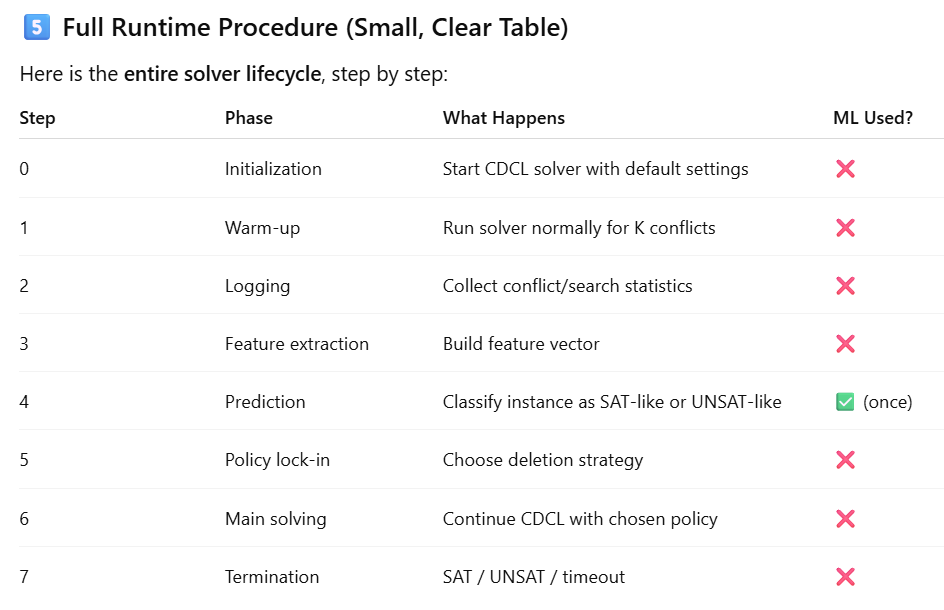 5 Full Runtime Procedure (Small, Clear Table)
Here is the entire solver lifecycle, step by step:
Step Phase What Happens ML Used?
0 Initialization Start CDCL solver with default settings ❌
1 Warm-up Run solver normally for K conflicts ❌
2 Logging Collect conflict/search statistics ❌
3 Feature extraction Build feature vector ❌
4 Prediction Classify instance as SAT-like or UNSAT-like ✅ (once)
5 Policy lock-in Choose deletion strategy ❌
6 Main solving Continue CDCL with chosen policy ❌
7 Termination SAT / UNSAT / timeout ❌